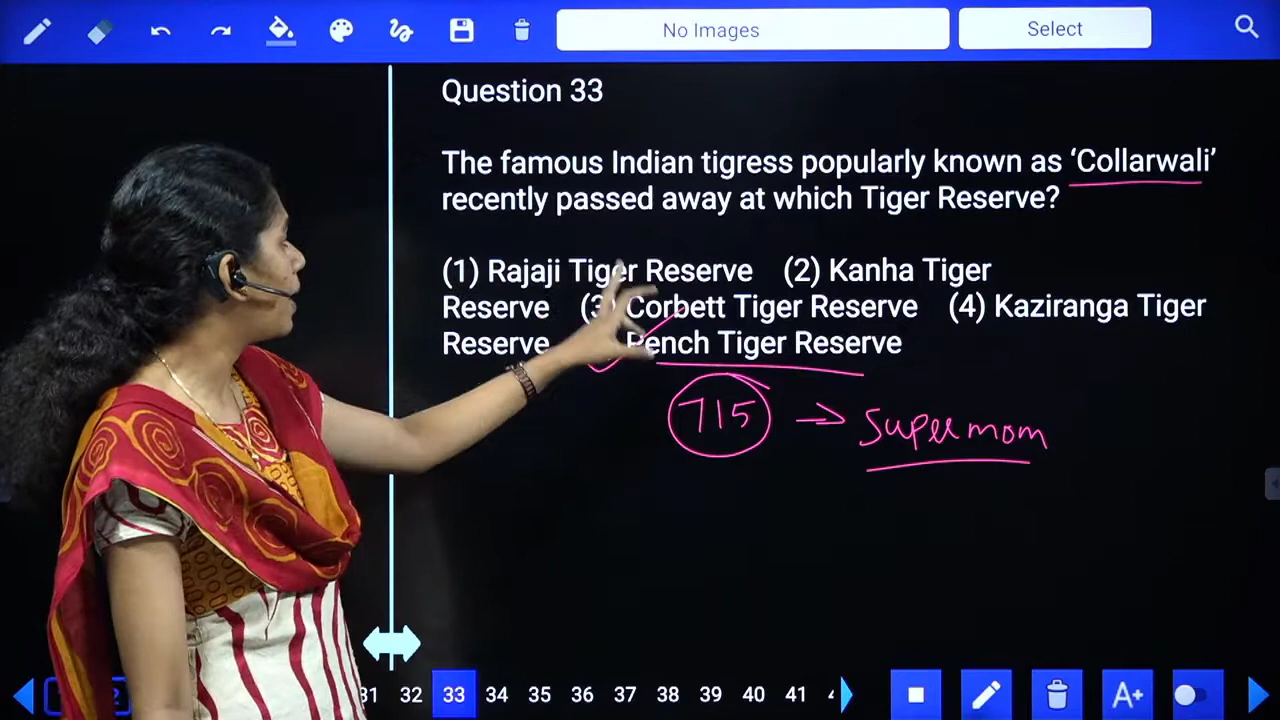 No Images
Select
Question 33
The famous Indian tigress popularly known as ‘Collarwali’
recently passed away at which Tiger Reserve?
(1) Rajaji Tiger Reserve (2) Kanha Tiger
Reserve (3) Corbett Tiger Reserve (4) Kaziranga Tiger
Reserve Pench Tiger Reserve
715 → Supermom
31 32 33 34 35 36 37 38 39 40 41
A+